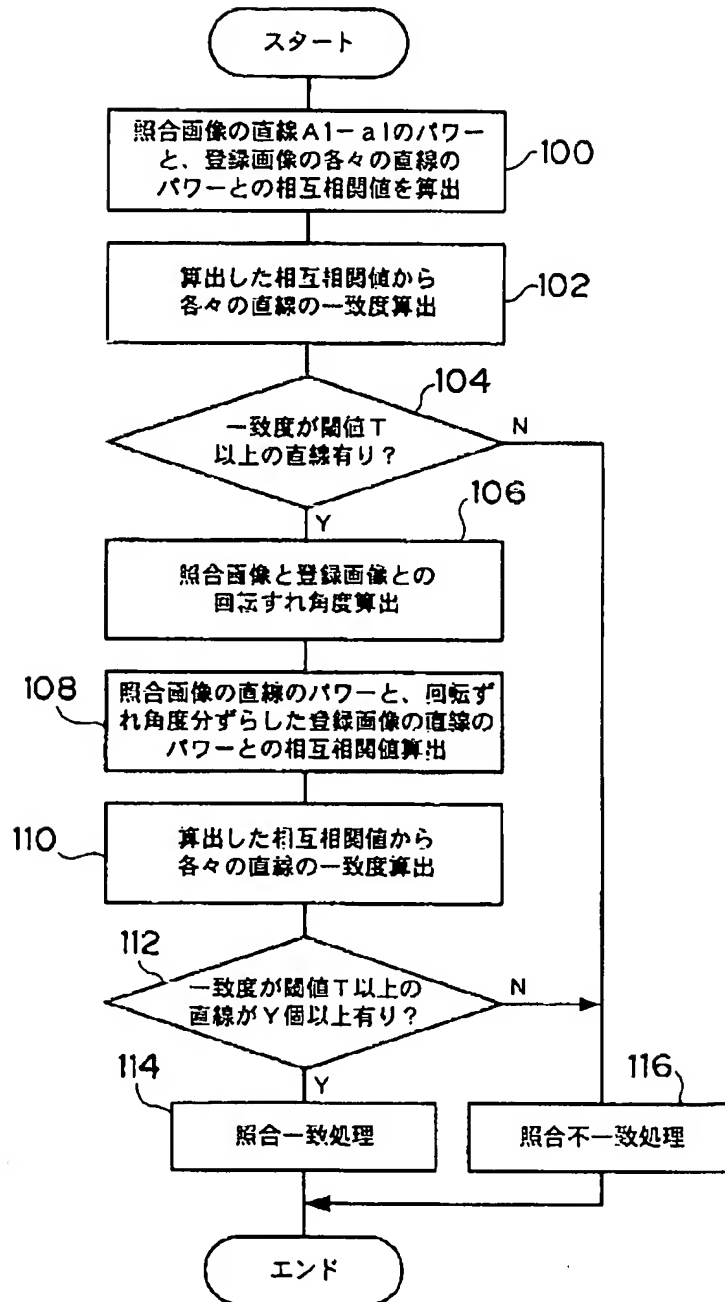 スタート
照合画像の直線A1-a1のパワー
と、登録画像の各々の直線の
パワーとの相互相関値を算出
100
算出した相互相関値から
各々の直線の一致度算出
102
104
一致度が閾値T
以上の直線有り?
N
Y
106
照合画像と登録画像との
回転ずれ角度算出
108
照合画像の直線のパワーと、回転ず
れ角度分ずらした登録画像の直線の
パワーとの相互相関値算出
110
算出した相互相関値から
各々の直線の一致度算出
112
一致度が閾値T以上の
直線がY個以上有り?
N
Y
114
照合一致処理
116
照合不一致処理
エンド